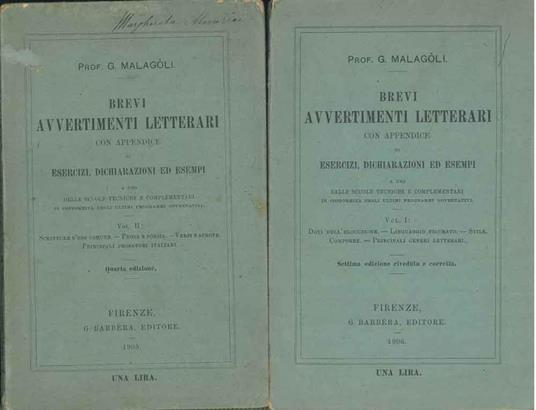 Margherita
PROF. G. MALAGÒLI.
BREVI
AVVERTIMENTI LETTERARI
CON APPENDICE
DI
ESERCIZI, DICHIARAZIONI ED ESEMPI
A USO
DELLE SCUOLE TECNICHE E COMPLEMENTARI
IN CONFORMITÀ DEGLI ULTIMI PROGRAMMI GOVERNATIVI.
VOL. II:
SCRITTURE D'USO COMUNE. — PROSA E POESIA. — VERSI E STROFE.
PRINCIPALI PROSATORI ITALIANI.
Quarta edizione.
FIRENZE,
G. BARBÈRA, EDITORE.
1905.
UNA LIRA.
PROF. G. MALAGÒLI.
BREVI
AVVERTIMENTI LETTERARI
CON APPENDICE
DI
ESERCIZI, DICHIARAZIONI ED ESEMPI
A USO
DELLE SCUOLE TECNICHE E COMPLEMENTARI
IN CONFORMITÀ DEGLI ULTIMI PROGRAMMI GOVERNATIVI.
VOL. I:
DOTI DELL'ELOCUZIONE. — LINGUAGGIO FIGURATO. — STILE.
COMPORRE. — PRINCIPALI GENERI LETTERARI.
Settima edizione riveduta e corretta.
FIRENZE,
G. BARBÈRA, EDITORE.
1906.
UNA LIRA.